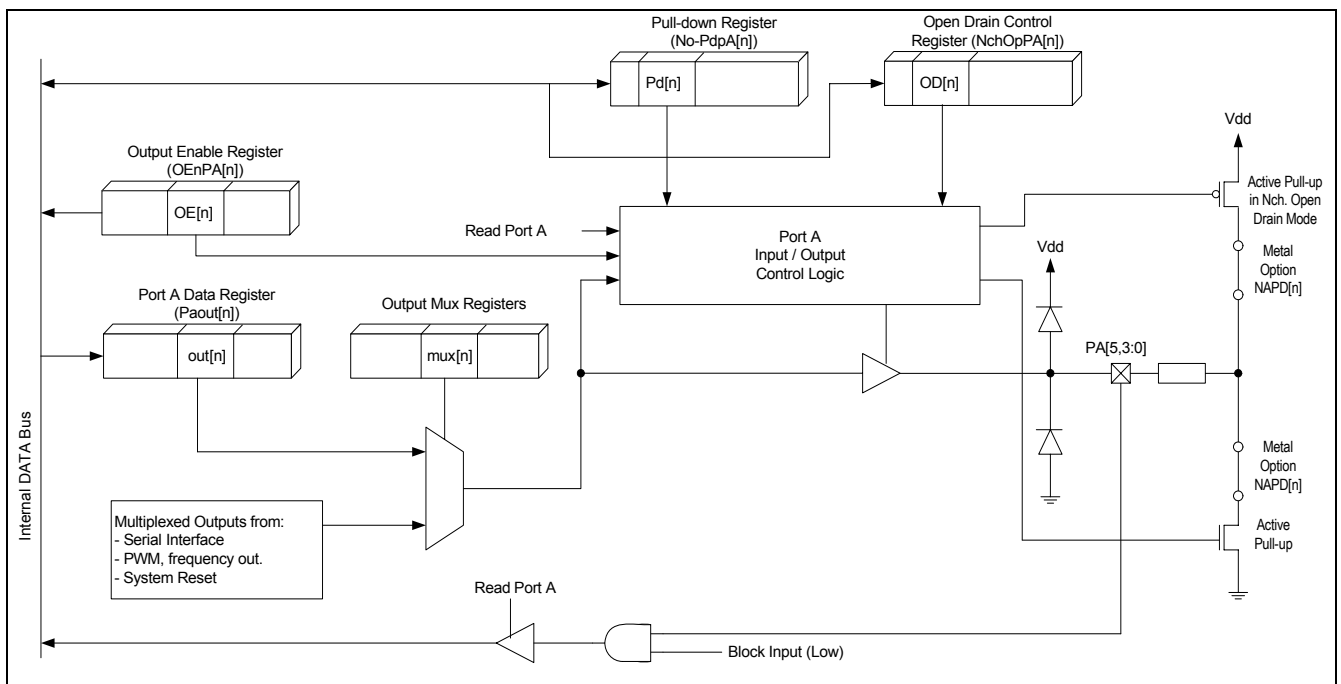 Pull-down Register
(No-PdpA[n])
Open Drain Control
Register (NchOpPA[n])
Pd[n]
OD[n]
Vdd
Output Enable Register
(OEnPA[n])
OE[n]
Active Pull-up
in Nch. Open
Drain Mode
Read Port A
Port A
Input / Output
Control Logic
Vdd
Metal
Option
NAPD[n]
Port A Data Register
(Paout[n])
Output Mux Registers
out[n]
mux[n]
PA[5,3:0]
Internal DATA Bus
Metal
Option
NAPD[n]
Multiplexed Outputs from:
- Serial Interface
- PWM, frequency out.
- System Reset
Active
Pull-up
Read Port A
Block Input (Low)